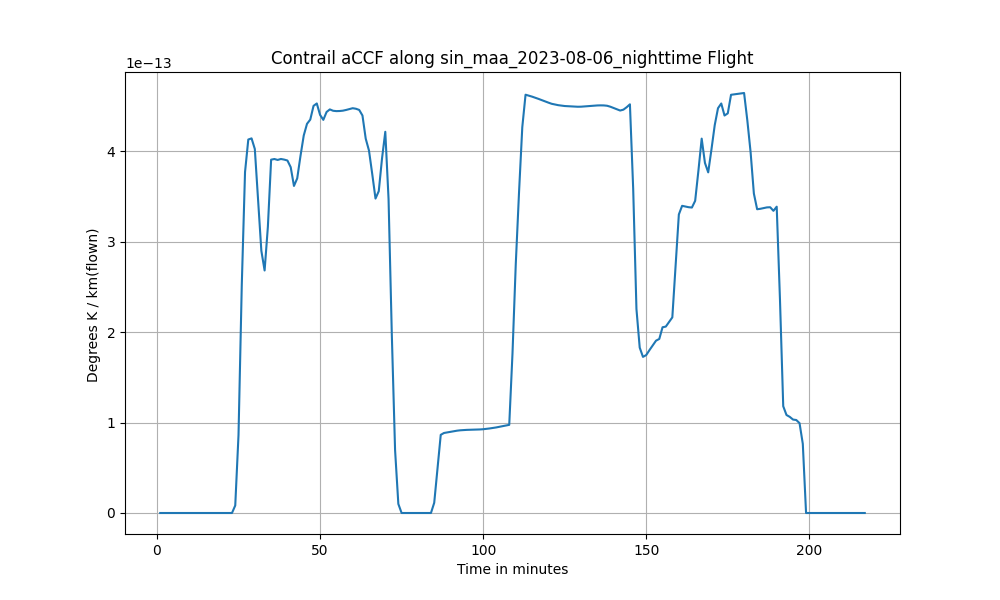 Contrail aCCF along sin_maa_2023-08-06_nighttime Flight
1e−13
4
3
2
1
0
Degrees K / km(flown)
0 50 100 150 200
Time in minutes